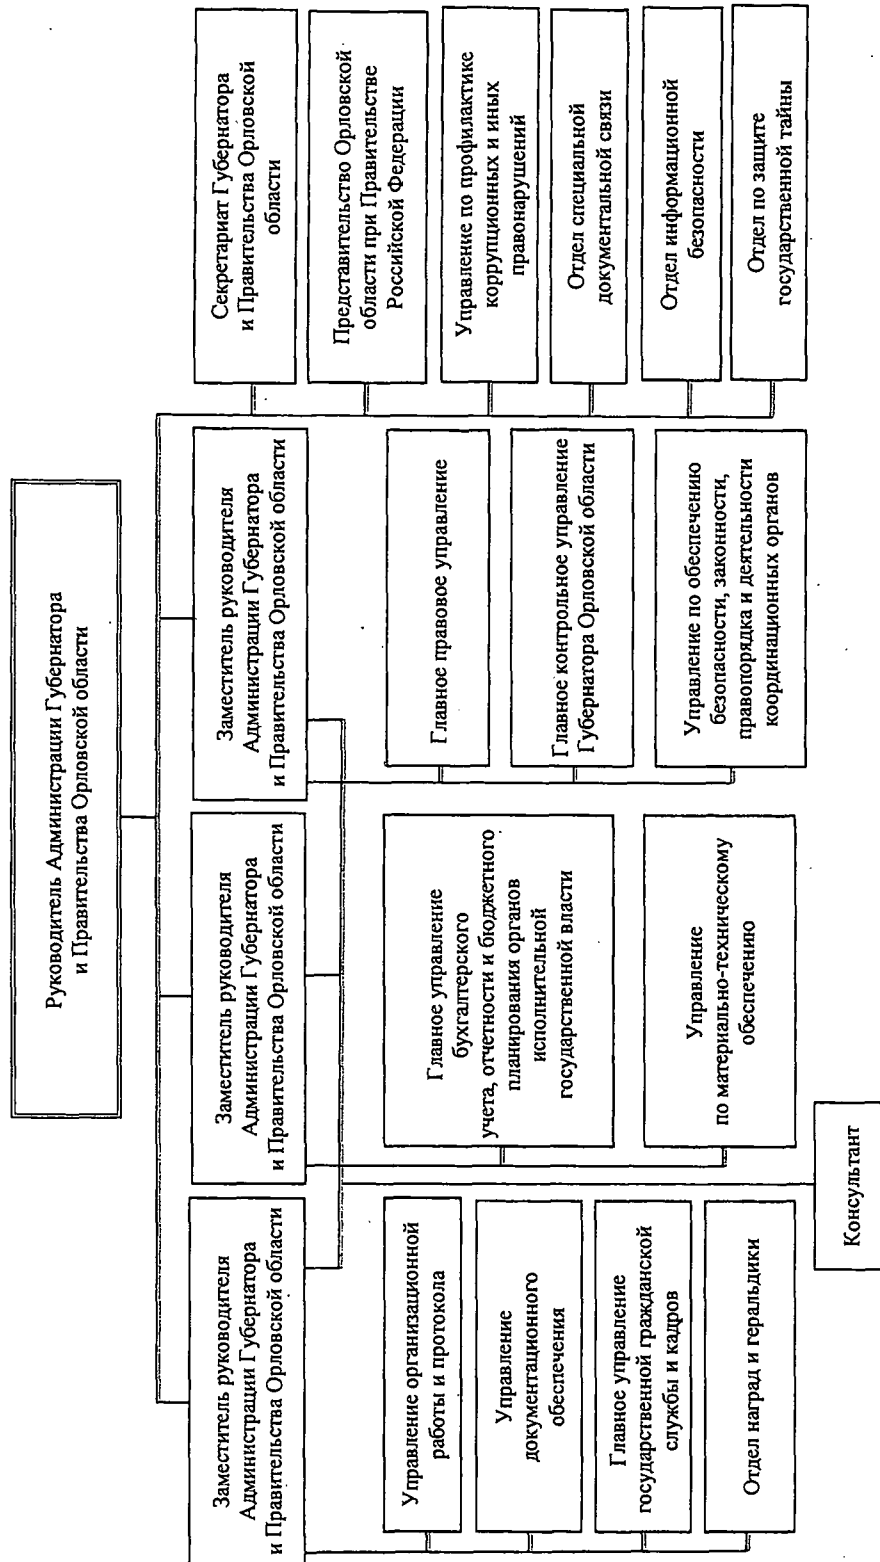 Руководитель Администрации Губернатора
и Правительства Орловской области
Заместитель руководителя
Администрации Губернатора
и Правительства Орловской области
Управление организационной
работы и протокола
Управление
документационного
обеспечения
Главное управление
государственной гражданской
службы и кадров
Отдел наград и геральдики
Заместитель руководителя
Администрации Губернатора
и Правительства Орловской области
Главное управление
бухгалтерского
учета, отчетности и бюджетного
планирования органов
исполнительной
государственной власти
Управление
по материально-техническому
обеспечению
Консультант
Заместитель руководителя
Администрации Губернатора
и Правительства Орловской области
Главное правовое управление
Главное контрольное управление
Губернатора Орловской области
Управление по обеспечению
безопасности, законности,
правопорядка и деятельности
координационных органов
Секретариат Губернатора
и Правительства Орловской
области
Представительство Орловской
области при Правительстве
Российской Федерации
Управление по профилактике
коррупционных и иных
правонарушений
Отдел специальной
документальной связи
Отдел информационной
безопасности
Отдел по защите
государственной тайны